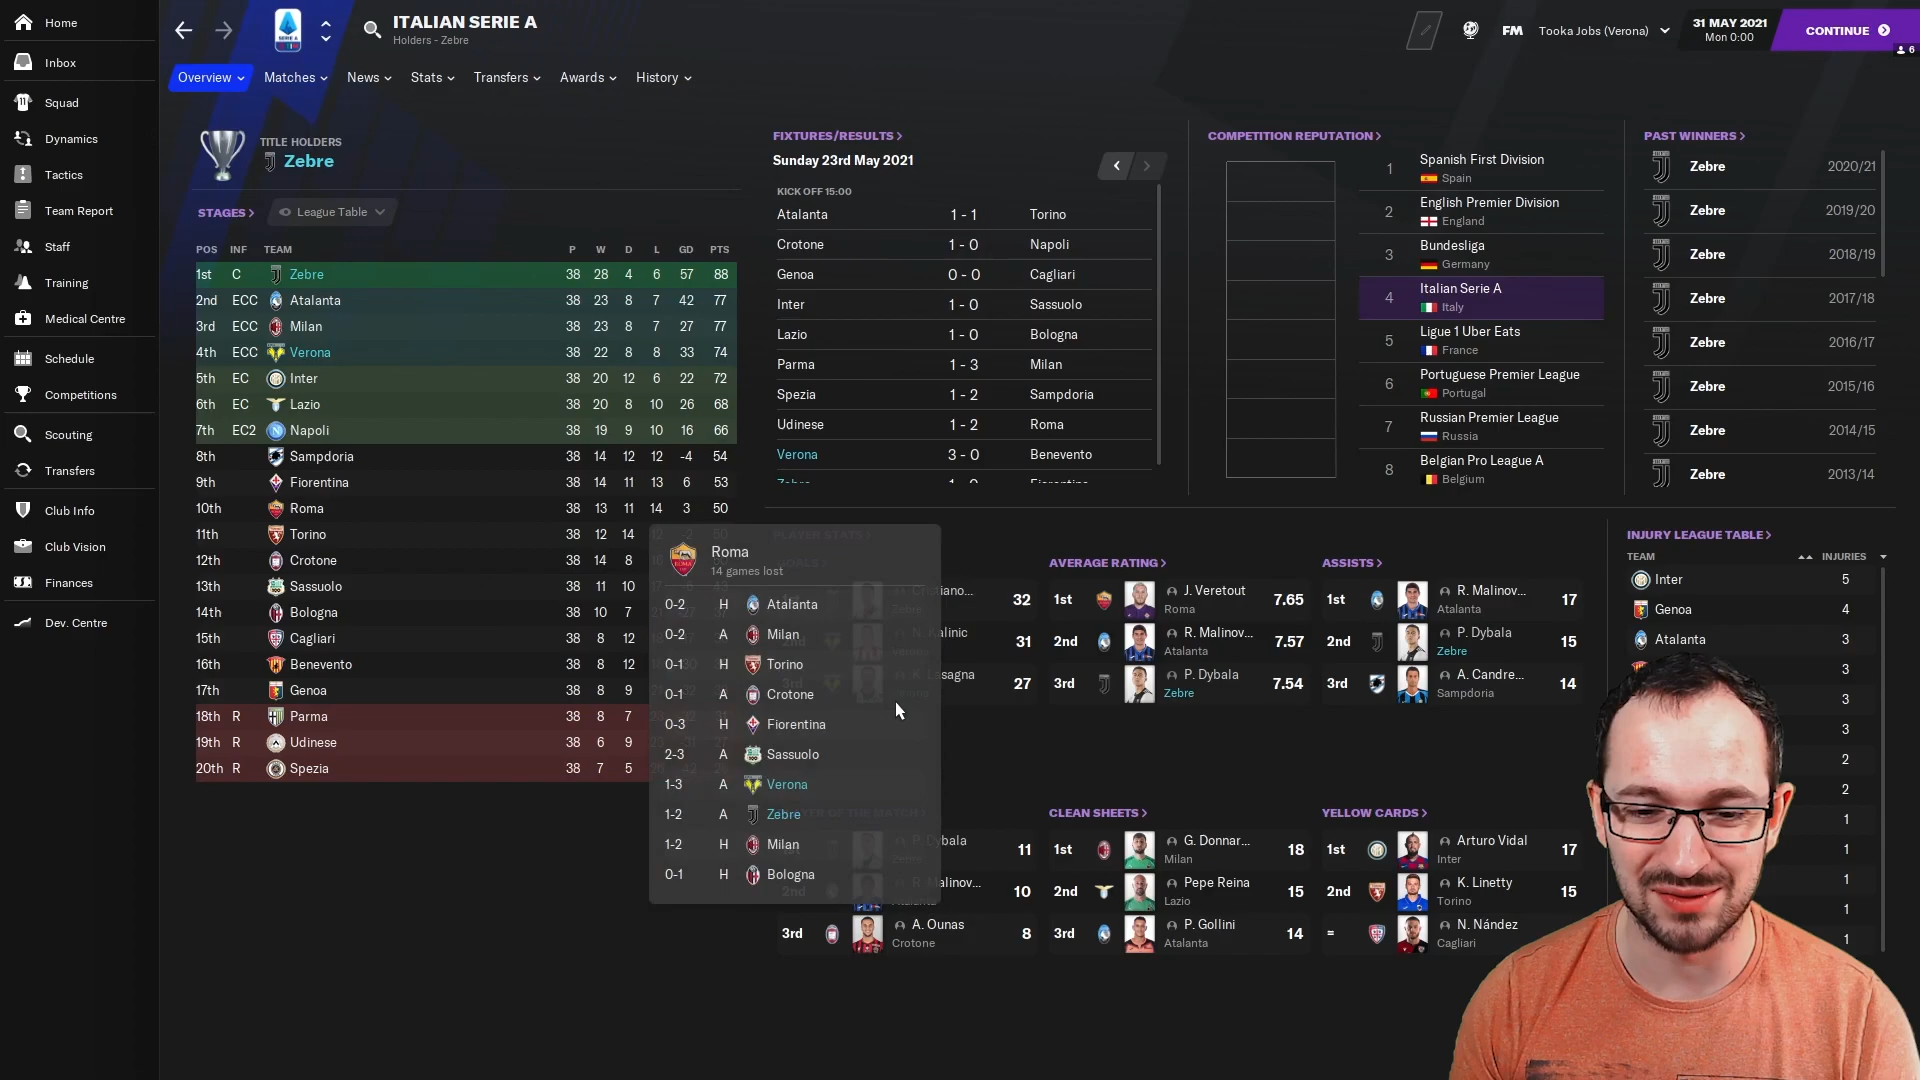 Home
Inbox
Squad
Dynamics
Tactics
Team Report
Staff
Training
Medical Centre
Schedule
Competitions
Scouting
Transfers
Club Info
Club Vision
Finances
Dev. Centre
ITALIAN SERIE A
Holders - Zebre
FM
Tooka Jobs (Verona)
31 MAY 2021
Mon 0:00
CONTINUE
6
Overview Matches News Stats Transfers Awards History
TITLE HOLDERS
Zebre
STAGES League Table
POS INF TEAM P W D L GD PTS
1st C Zebre 38 28 4 6 57 88
2nd ECC Atalanta 38 23 8 7 42 77
3rd ECC Milan 38 23 8 7 27 77
4th ECC Verona 38 22 8 8 33 74
5th EC Inter 38 20 12 6 22 72
6th EC Lazio 38 20 8 10 26 68
7th EC2 Napoli 38 19 9 10 16 66
8th Sampdoria 38 14 12 12 -4 54
9th Fiorentina 38 14 11 13 6 53
10th Roma 38 13 11 14 3 50
11th Torino 38 12 14
12th Crotone 38 14 8
13th Sassuolo 38 11 10
14th Bologna 38 10 7
15th Cagliari 38 8 12
16th Benevento 38 8 12
17th Genoa 38 8 9
18th R Parma 38 8 7
19th R Udinese 38 6 9
20th R Spezia 38 7 5
FIXTURES/RESULTS
Sunday 23rd May 2021
KICK OFF 15:00
Atalanta 1 - 1 Torino
Crotone 1 - 0 Napoli
Genoa 0 - 0 Cagliari
Inter 1 - 0 Sassuolo
Lazio 1 - 0 Bologna
Parma 1 - 3 Milan
Spezia 1 - 2 Sampdoria
Udinese 1 - 2 Roma
Verona 3 - 0 Benevento
COMPETITION REPUTATION
1 Spanish First Division
Spain
2 English Premier Division
England
3 Bundesliga
Germany
4 Italian Serie A
Italy
5 Ligue 1 Uber Eats
France
6 Portuguese Premier League
Portugal
7 Russian Premier League
Russia
8 Belgian Pro League A
Belgium
PAST WINNERS
Zebre 2020/21
Zebre 2019/20
Zebre 2018/19
Zebre 2017/18
Zebre 2016/17
Zebre 2015/16
Zebre 2014/15
Zebre 2013/14
Roma
14 games lost
0-2 H Atalanta
0-2 A Milan
0-1 H Torino
0-1 A Crotone
0-3 H Fiorentina
2-3 A Sassuolo
1-3 A Verona
1-2 A Zebre
1-2 H Milan
0-1 H Bologna
32
31
27
AVERAGE RATING
1st J. Veretout 7.65
Roma
2nd R. Malinov... 7.57
Atalanta
3rd P. Dybala 7.54
Zebre
ASSISTS
1st R. Malinov... 17
Atalanta
2nd P. Dybala 15
Zebre
3rd A. Candre... 14
Sampdoria
P. Dybala 11
R. Malinov... 10
3rd A. Ounas 8
Crotone
CLEAN SHEETS
1st G. Donnar... 18
Milan
2nd Pepe Reina 15
Lazio
3rd P. Gollini 14
Atalanta
YELLOW CARDS
1st Arturo Vidal 17
Inter
2nd K. Linetty 15
Torino
= N. Nández
Cagliari
INJURY LEAGUE TABLE
TEAM INJURIES
Inter 5
Genoa 4
Atalanta 3
3
3
3
2
2
1
1
1
1
1